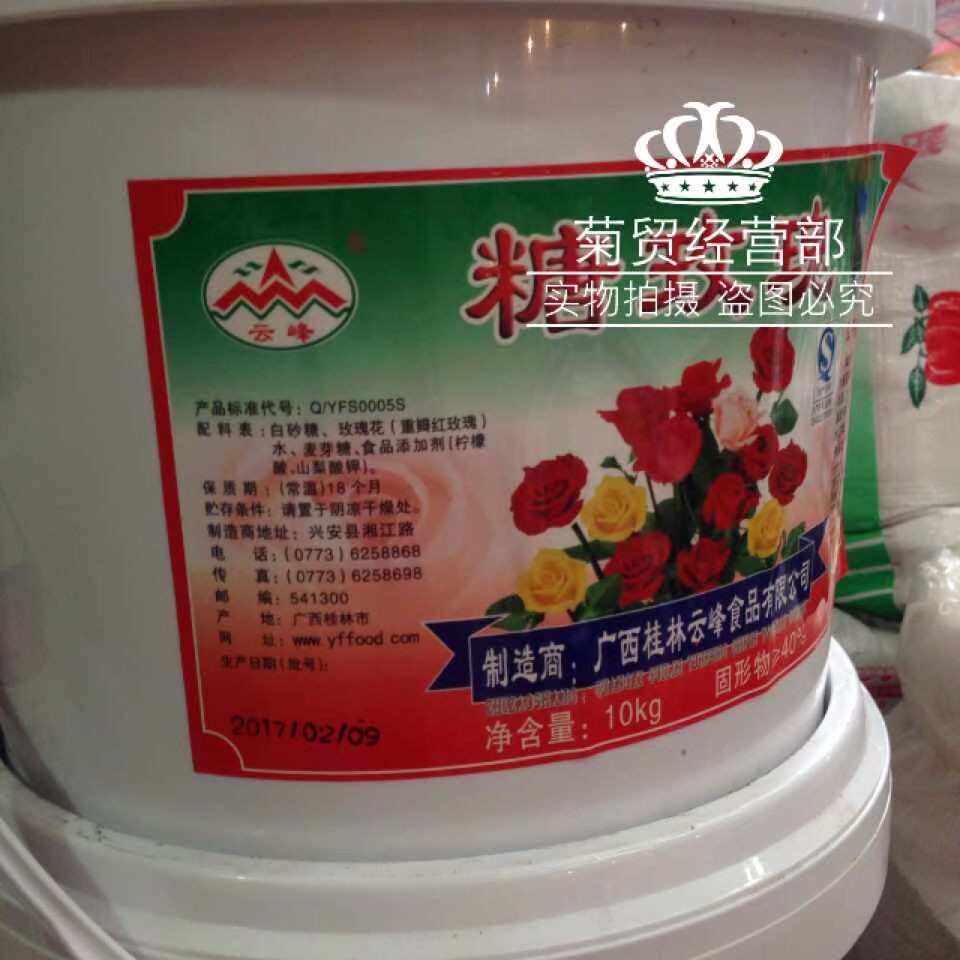 菊贸经营部
实物拍摄 盗图必究
糖玫瑰
云峰
产品标准代号：Q/YFS0005S
配料表：白砂糖、玫瑰花（重瓣红玫瑰）
水、麦芽糖、食品添加剂(柠檬
酸、山梨酸钾)。
保质期：(常温)18个月
贮存条件：请置于阴凉干燥处。
制造商地址：兴安县湘江路
电 话：(0773)6258868
传 真：(0773)6258698
邮 编：541300
产 地：广西桂林市
网 址：www.yffood.com
生产日期(批号)：
2017/02/09
制造商：广西桂林云峰食品有限公司
净含量：10kg
固形物≥40%